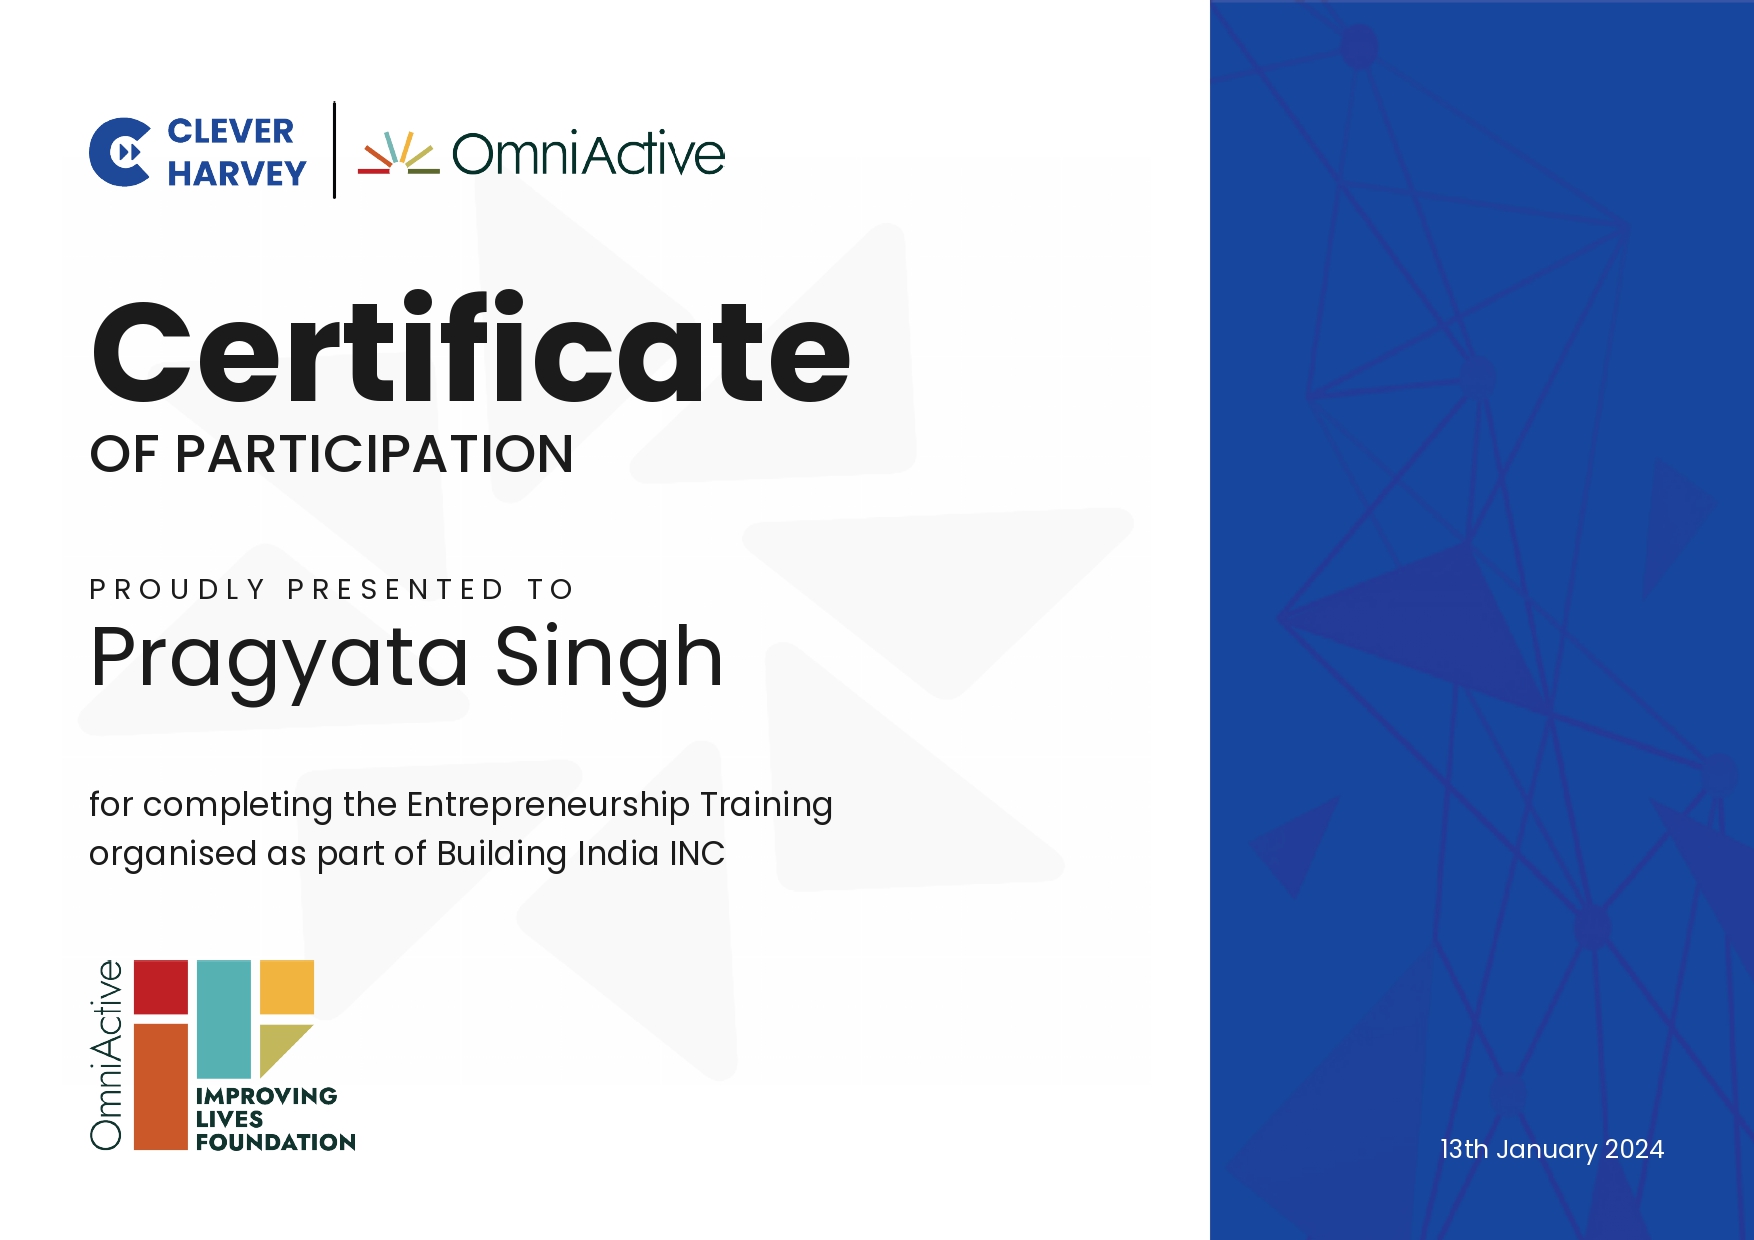 CLEVER
HARVEY
OmniActive
Certificate
OF PARTICIPATION
PROUDLY PRESENTED TO
Pragyata Singh
for completing the Entrepreneurship Training
organised as part of Building India INC
OmniActive
IMPROVING
LIVES
FOUNDATION
13th January 2024